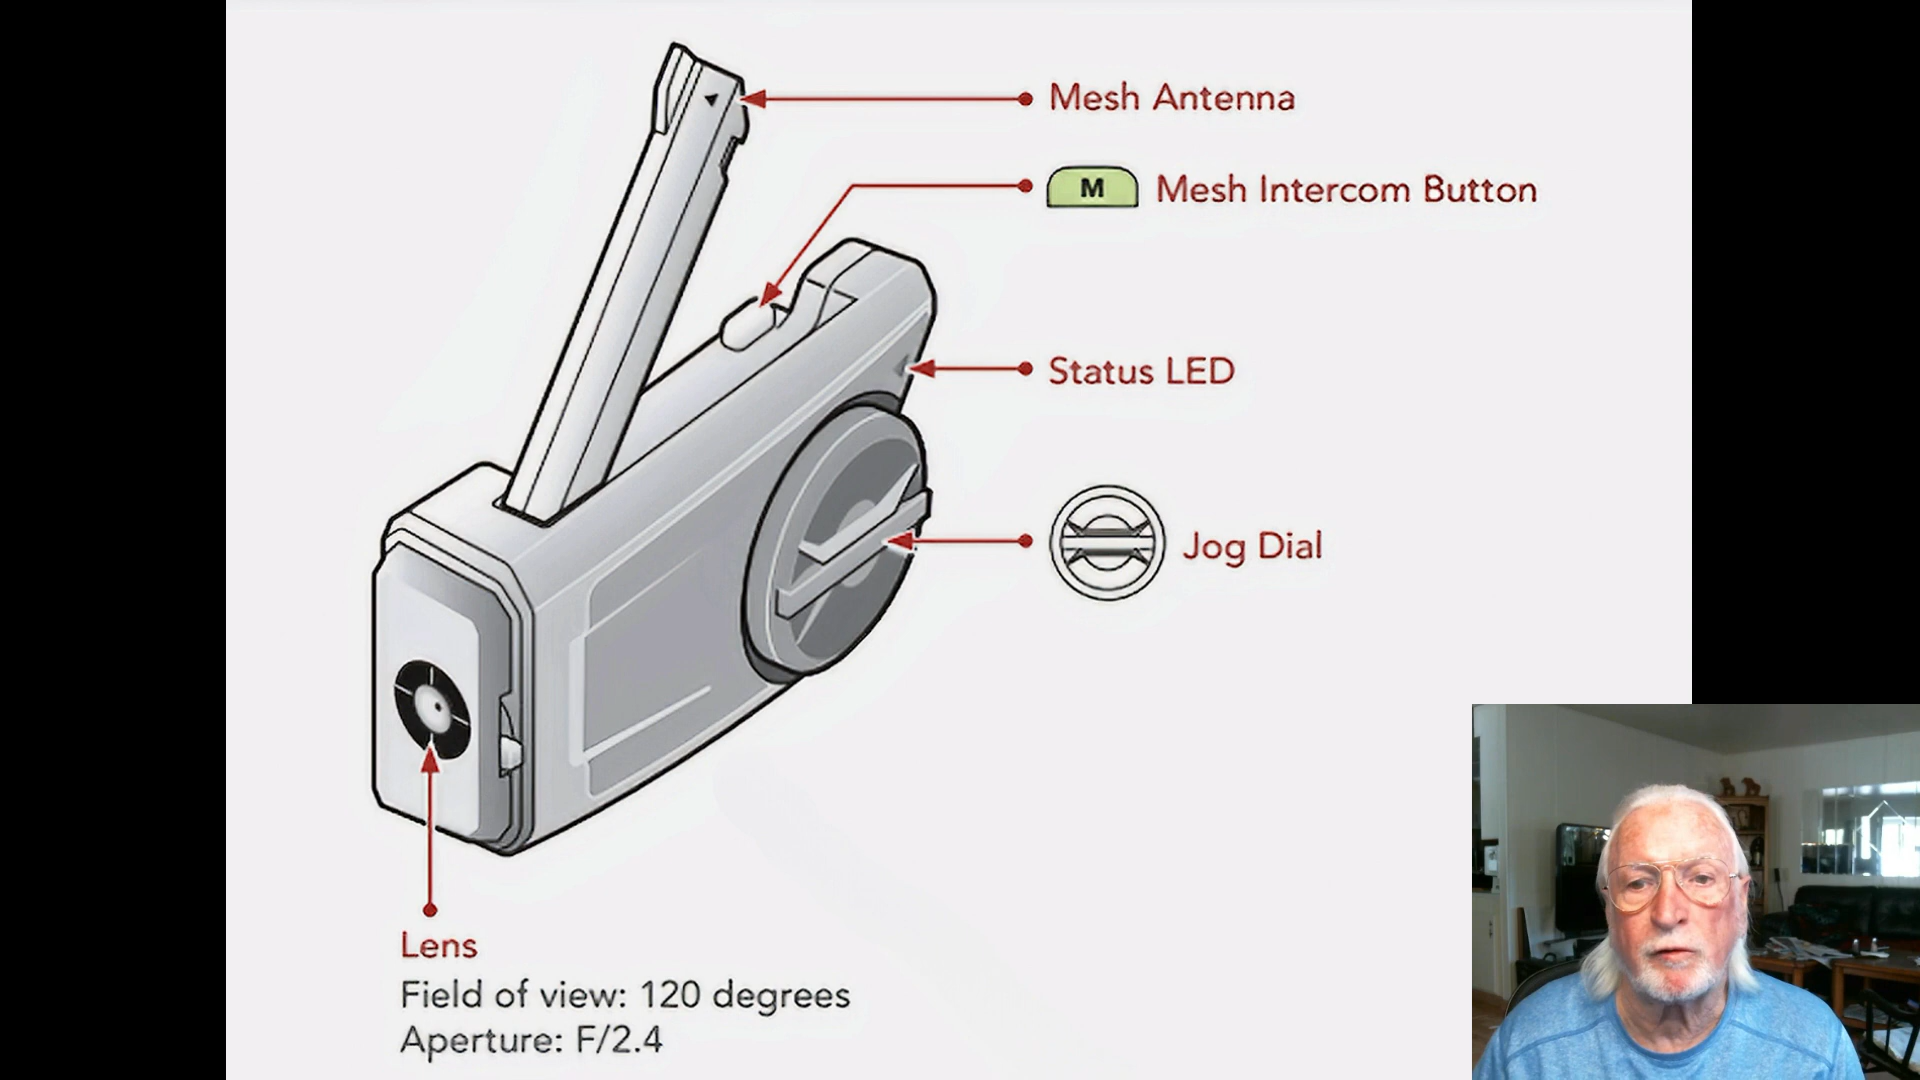 Mesh Antenna
M Mesh Intercom Button
Status LED
Jog Dial
Lens
Field of view: 120 degrees
Aperture: F/2.4